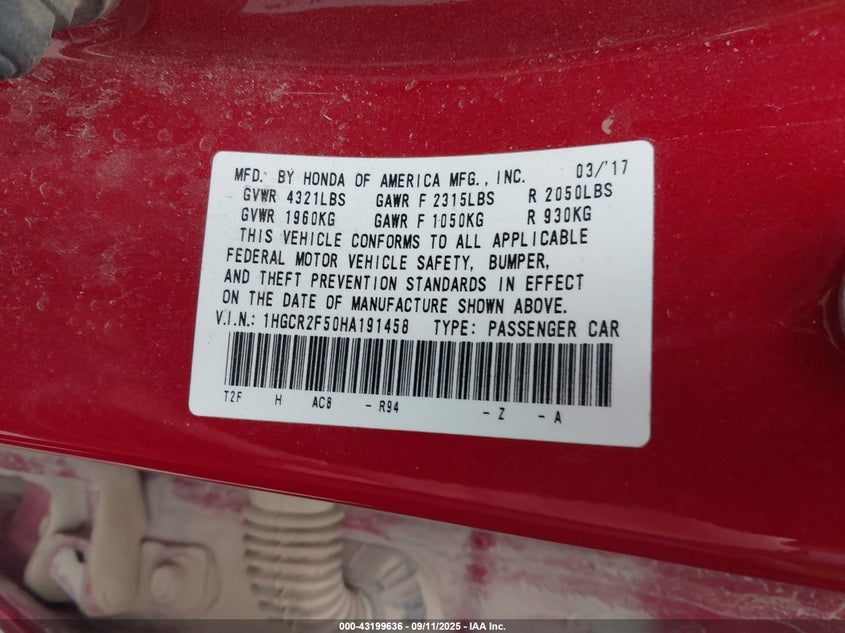 MFD. BY HONDA OF AMERICA MFG., INC. 03/'17
GVWR 4321LBS GAWR F 2315LBS R 2050LBS
GVWR 1960KG GAWR F 1050KG R 930KG
THIS VEHICLE CONFORMS TO ALL APPLICABLE
FEDERAL MOTOR VEHICLE SAFETY, BUMPER,
AND THEFT PREVENTION STANDARDS IN EFFECT
ON THE DATE OF MANUFACTURE SHOWN ABOVE.
V.I.N.: 1HGCR2F50HA191458 TYPE: PASSENGER CAR
T2F H AC8 - R94 - Z - A
000-43199636 - 09/11/2025 - IAA Inc.